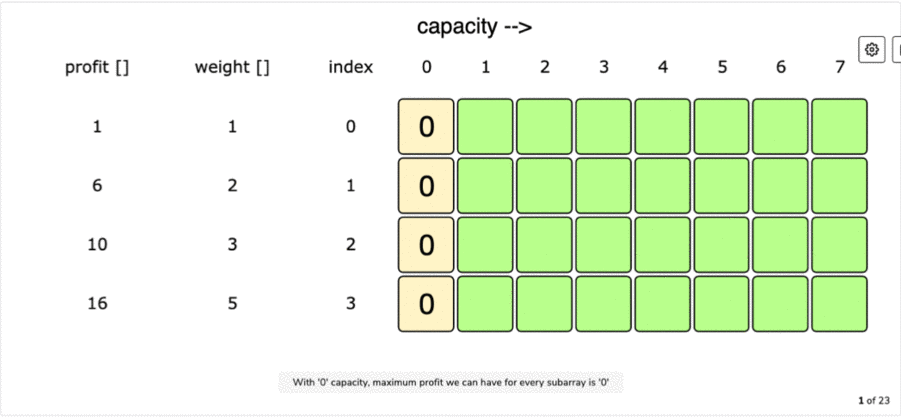 capacity -->
profit [] weight [] index 0 1 2 3 4 5 6 7
1 1 0 0
6 2 1 0
10 3 2 0
16 5 3 0
With '0' capacity, maximum profit we can have for every subarray is '0'
1 of 23